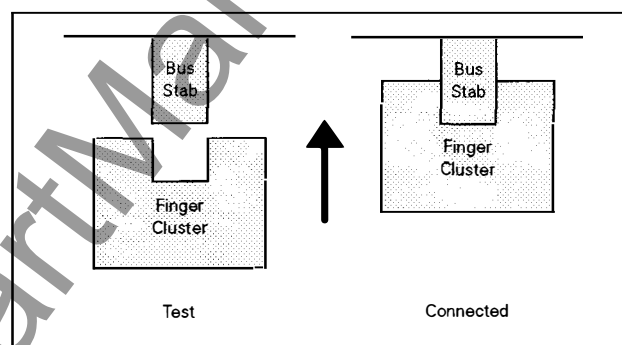 Bus
Stab
Finger
Cluster
Test
Bus
Stab
Finger
Cluster
Connected